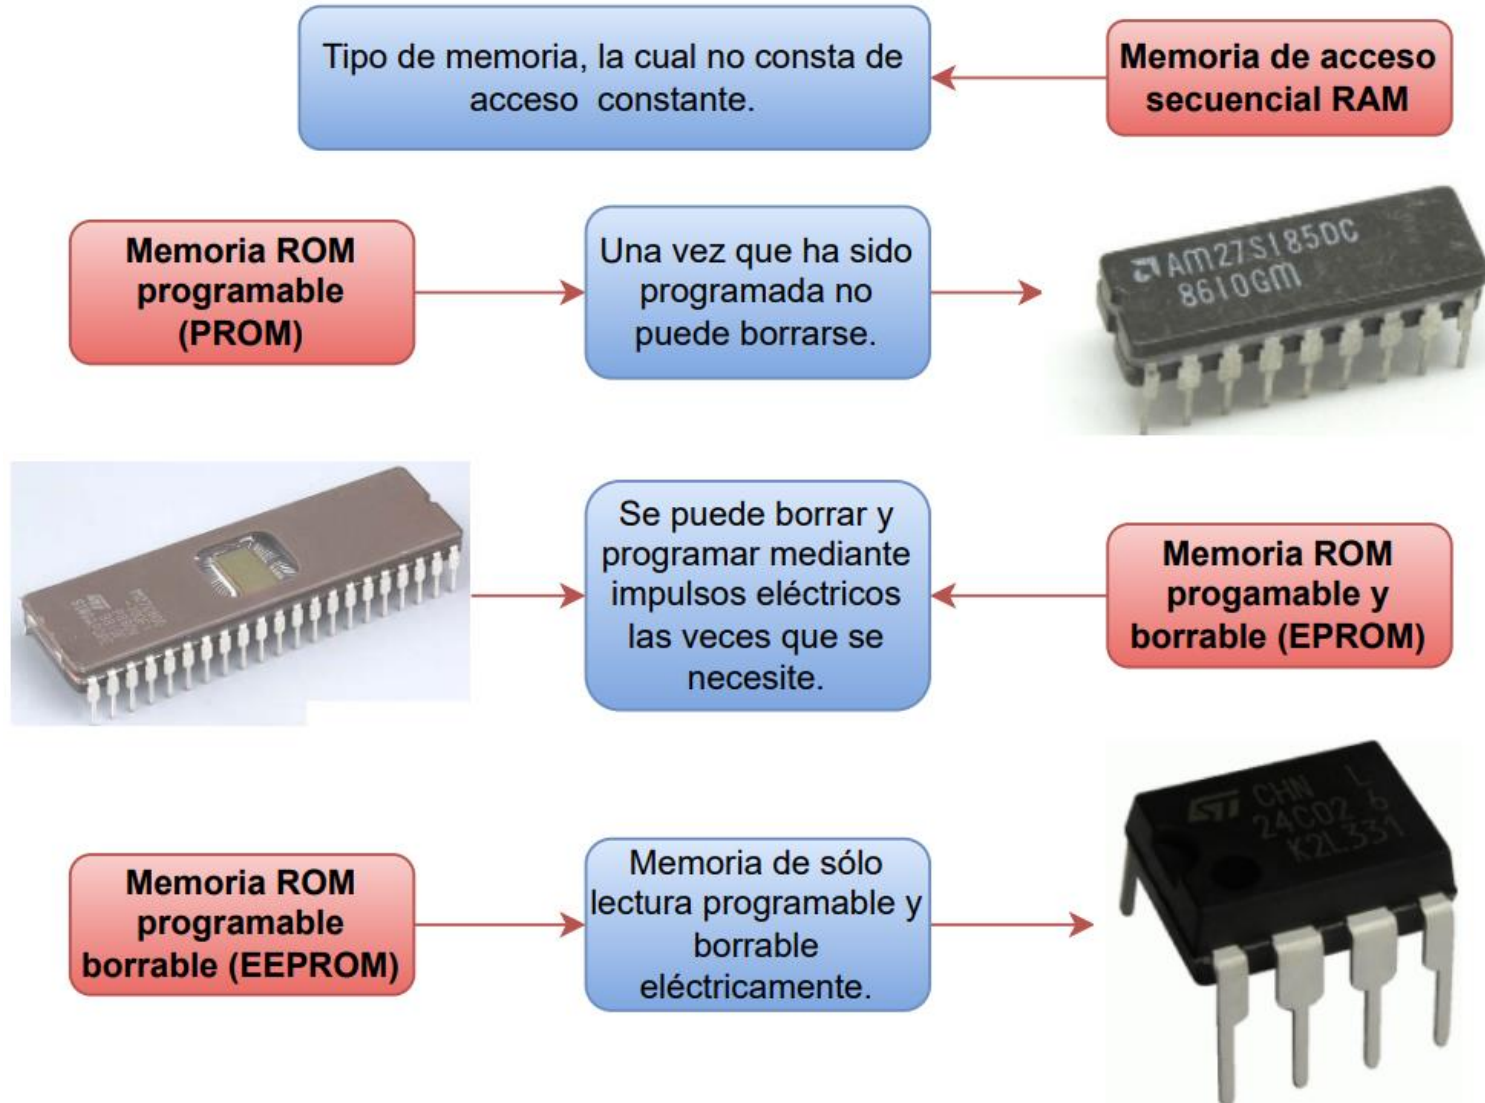 Tipo de memoria, la cual no consta de
acceso constante.
Memoria de acceso
secuencial RAM
Memoria ROM
programable
(PROM)
Una vez que ha sido
programada no
puede borrarse.
AM27S185DC
8610GM
Se puede borrar y
programar mediante
impulsos eléctricos
las veces que se
necesite.
Memoria ROM
progamable y
borrable (EPROM)
Memoria ROM
programable
borrable (EEPROM)
Memoria de sólo
lectura programable y
borrable
eléctricamente.
ST CHN L
24C02 6
K2L331